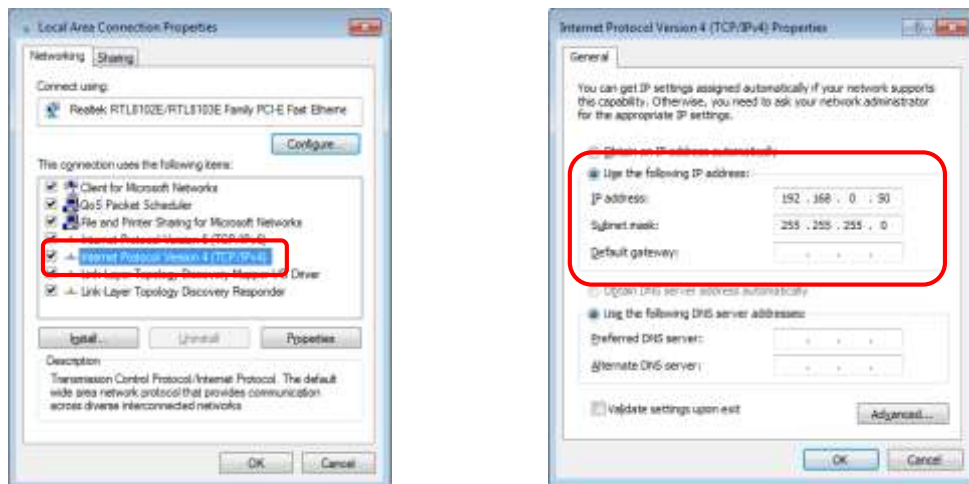 Local Area Connection Properties
Networking
Sharing
Connect using:
Realtek RTL8102E/RTL8103E Family PCI-E Fast Etherne
Configure...
This connection uses the following items:
Client for Microsoft Networks
QoS Packet Scheduler
File and Printer Sharing for Microsoft Networks
Internet Protocol Version 6 (TCP/IPv6)
Internet Protocol Version 4 (TCP/IPv4)
Link-Layer Topology Discovery Mapper I/O Driver
Link-Layer Topology Discovery Responder
Install...
Uninstall
Properties
Description
Transmission Control Protocol/Internet Protocol. The default
wide area network protocol that provides communication
across diverse interconnected networks
OK
Cancel
Internet Protocol Version 4 (TCP/IPv4) Properties
General
You can get IP settings assigned automatically if your network supports
this capability. Otherwise, you need to ask your network administrator
for the appropriate IP settings.
Obtain an IP address automatically
Use the following IP address:
IP address: 192 . 168 . 0 . 90
Subnet mask: 255 . 255 . 255 . 0
Default gateway: . . .
Obtain DNS server address automatically
Use the following DNS server addresses:
Preferred DNS server: . . .
Alternate DNS server: . . .
Validate settings upon exit
Advanced...
OK
Cancel